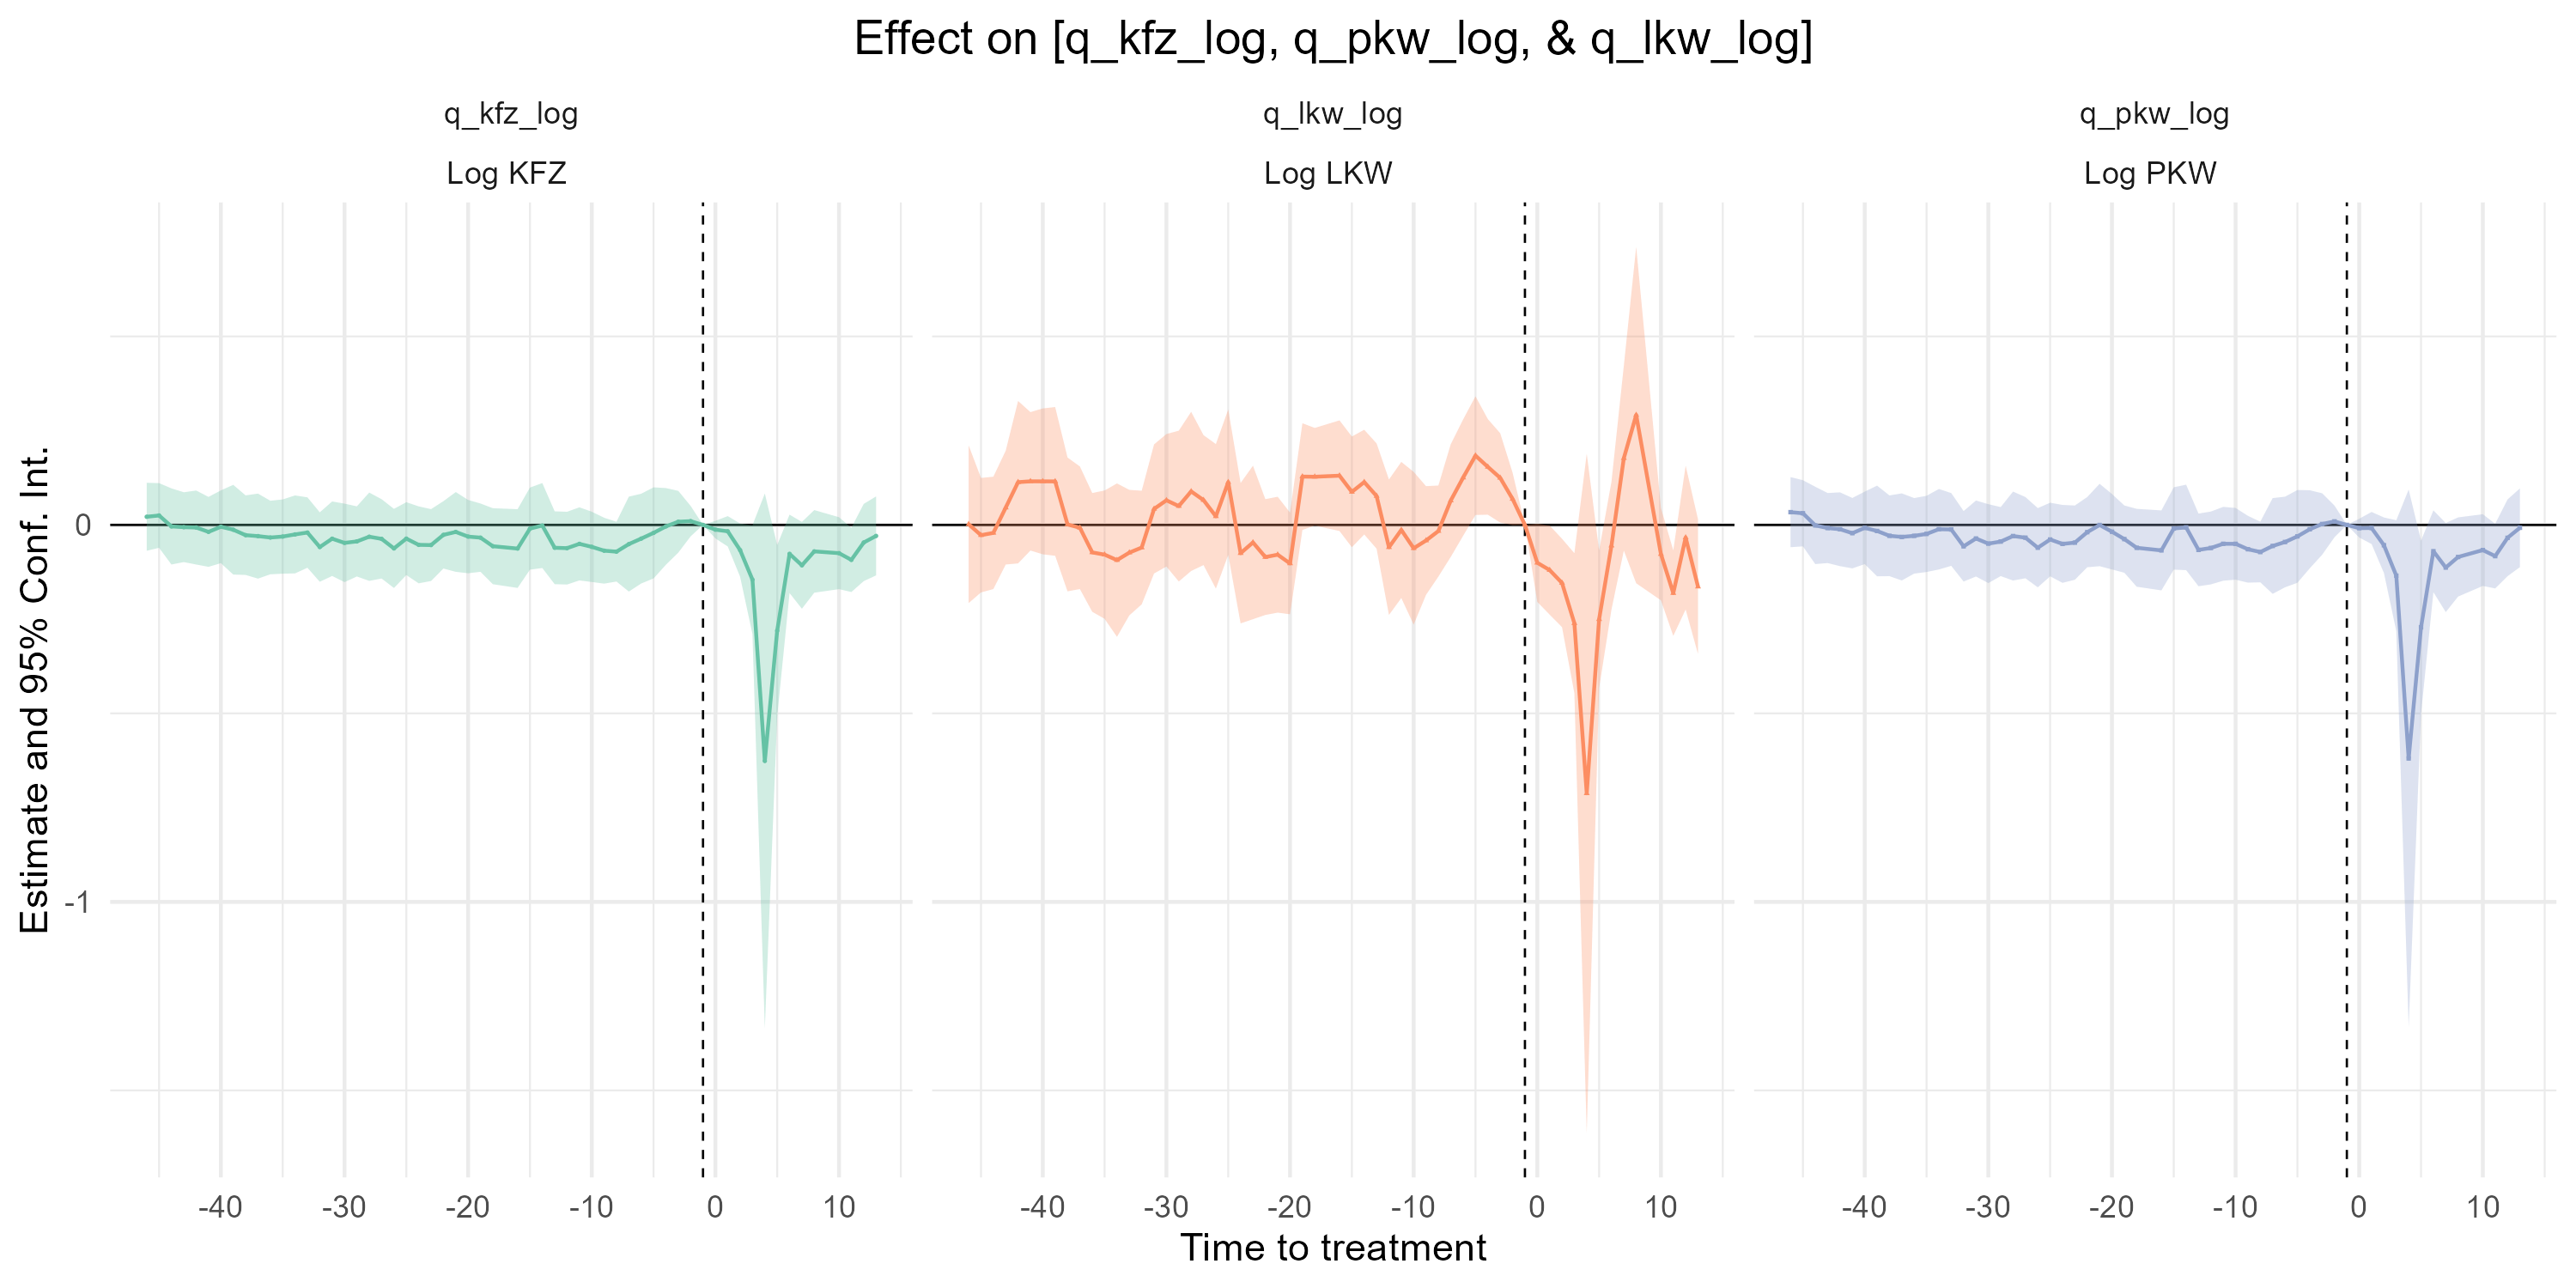 Effect on [q_kfz_log, q_pkw_log, & q_lkw_log]
q_kfz_log
Log KFZ
q_lkw_log
Log LKW
q_pkw_log
Log PKW
Estimate and 95% Conf. Int.
0
-1
-40 -30 -20 -10 0 10
-40 -30 -20 -10 0 10
-40 -30 -20 -10 0 10
Time to treatment